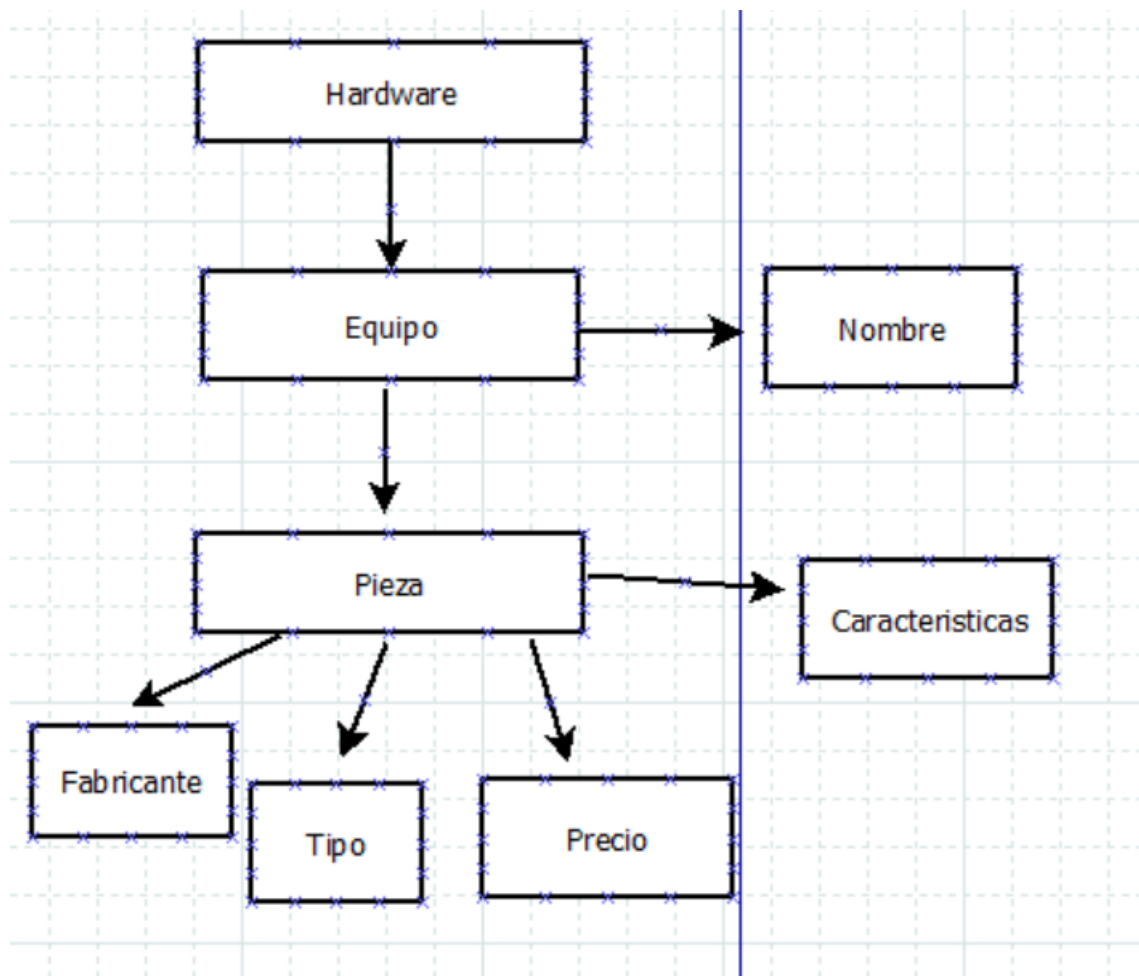 Hardware
Equipo
Nombre
Pieza
Caracteristicas
Fabricante
Tipo
Precio